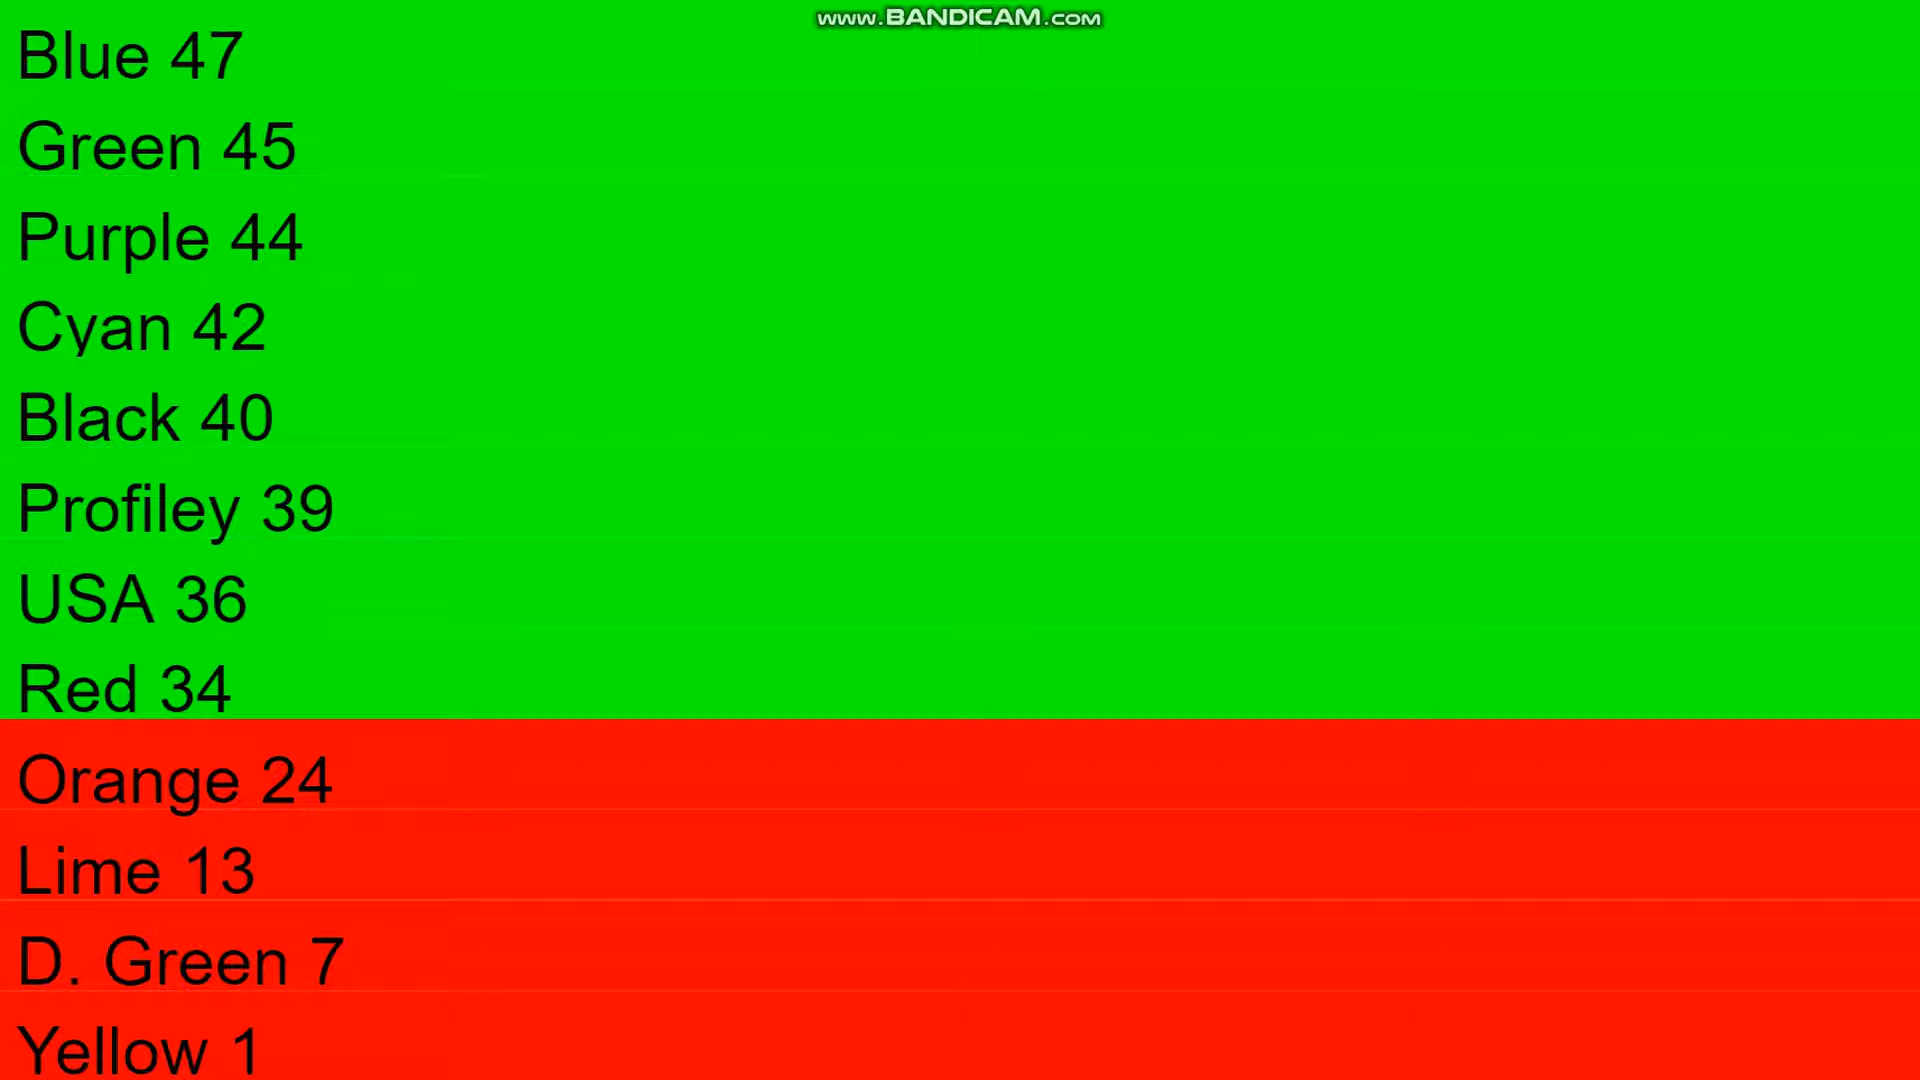 www.BANDICAM.com
Blue 47
Green 45
Purple 44
Cyan 42
Black 40
Profiley 39
USA 36
Red 34
Orange 24
Lime 13
D. Green 7
Yellow 1